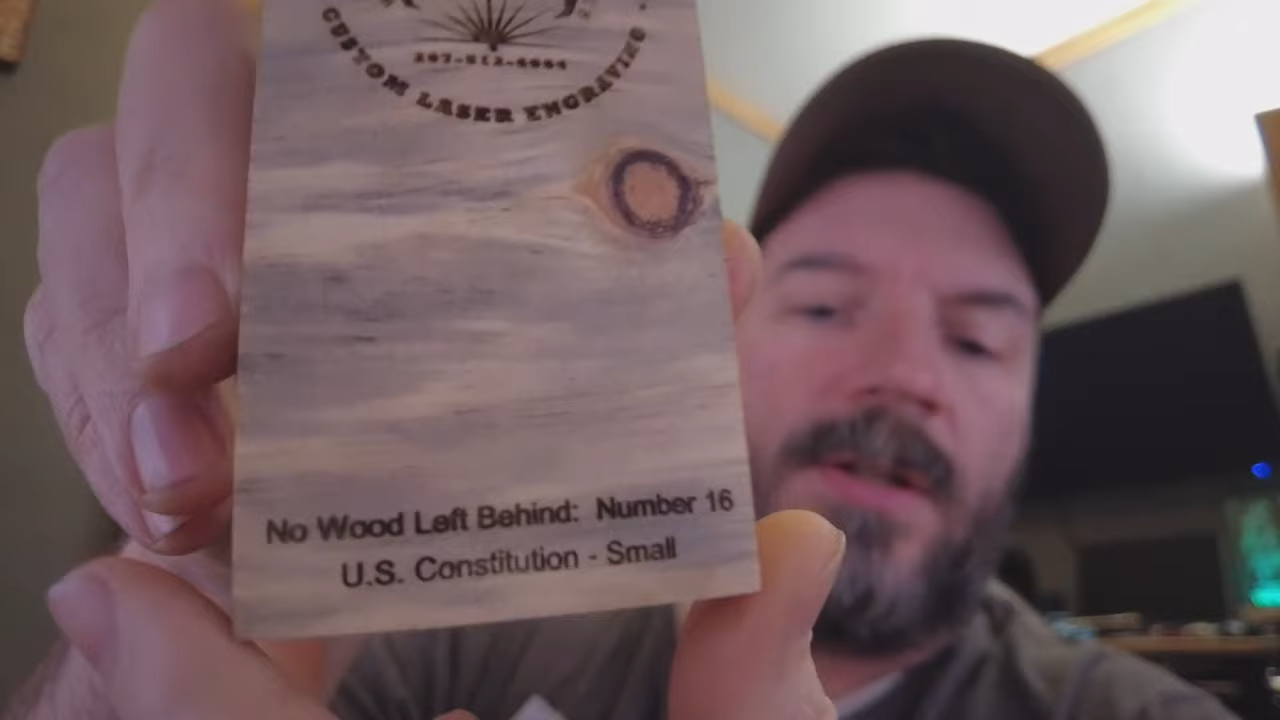 CUSTOM LASER ENGRAVING
No Wood Left Behind: Number 16
U.S. Constitution - Small